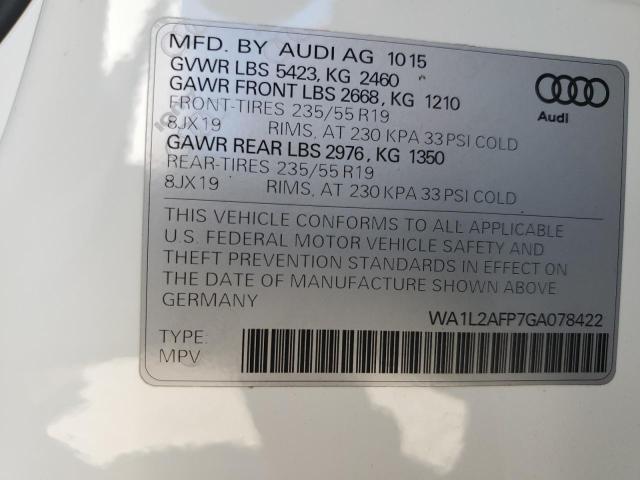 MFD. BY AUDI AG 10 15
GVWR LBS 5423, KG 2460
GAWR FRONT LBS 2668, KG 1210
FRONT-TIRES 235/55 R19
8JX19 RIMS, AT 230 KPA 33 PSI COLD
GAWR REAR LBS 2976, KG 1350
REAR-TIRES 235/55 R19
8JX19 RIMS, AT 230 KPA 33 PSI COLD
Audi
THIS VEHICLE CONFORMS TO ALL APPLICABLE
U.S. FEDERAL MOTOR VEHICLE SAFETY AND
THEFT PREVENTION STANDARDS IN EFFECT ON
THE DATE OF MANUFACTURE SHOWN ABOVE
GERMANY
WA1L2AFP7GA078422
TYPE:
MPV